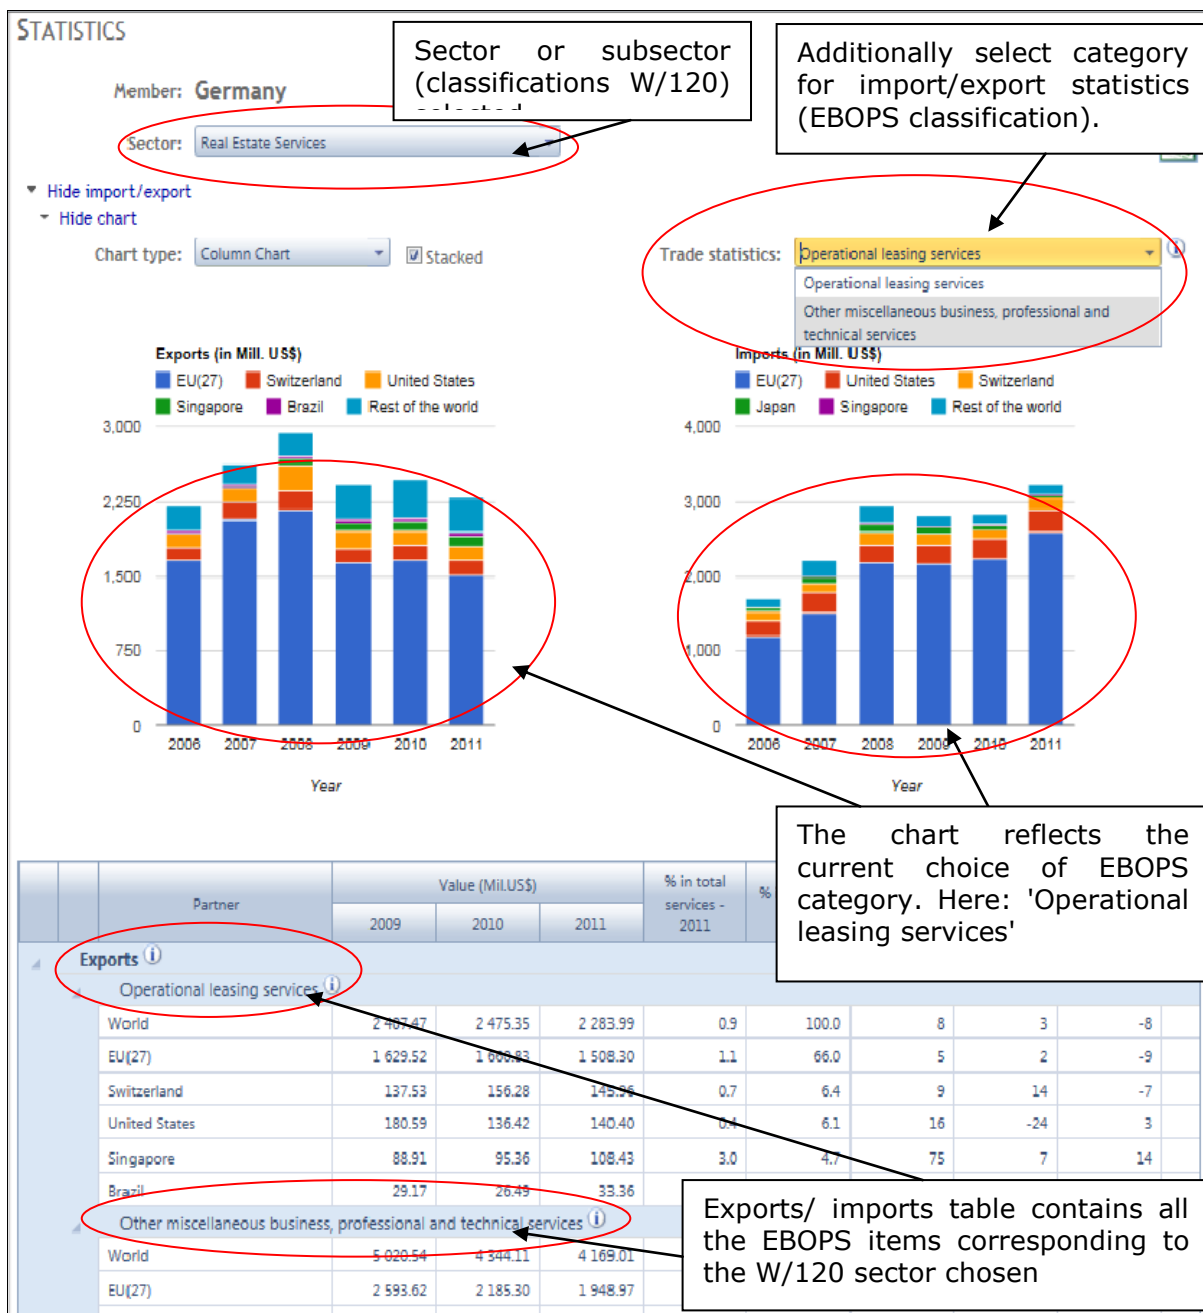 STATISTICS
Sector or subsector
(classifications W/120)
selected
Additionally select category
for import/export statistics
(EBOPS classification).
Member: Germany
Sector: Real Estate Services
Hide import/export
Hide chart
Chart type: Column Chart Stacked
Trade statistics: Operational leasing services
Operational leasing services
Other miscellaneous business, professional and
technical services
Exports (in Mill. US$)
EU(27) Switzerland United States
Singapore Brazil Rest of the world
3,000
2,250
1,500
750
0
2006 2007 2008 2009 2010 2011
Year
Imports (in Mill. US$)
EU(27) United States Switzerland
Japan Singapore Rest of the world
4,000
3,000
2,000
1,000
0
2006 2007 2008 2009 2010 2011
Year
The chart reflects the
current choice of EBOPS
category. Here: 'Operational
leasing services'
Partner Value (Mil.US$) % in total services - 2011 %
2009 2010 2011
Exports
Operational leasing services
World 2 407.47 2 475.35 2 283.99 0.9 100.0 8 3 -8
EU(27) 1 629.52 1 660.83 1 508.30 1.1 66.0 5 2 -9
Switzerland 137.53 156.28 145.36 0.7 6.4 9 14 -7
United States 180.59 136.42 140.40 0.4 6.1 16 -24 3
Singapore 88.91 95.36 108.43 3.0 4.7 75 7 14
Brazil 29.17 26.49 33.36
Other miscellaneous business, professional and technical services
World 5 020.54 4 344.11 4 169.01
EU(27) 2 593.62 2 185.30 1 948.97
Exports/ imports table contains all
the EBOPS items corresponding to
the W/120 sector chosen